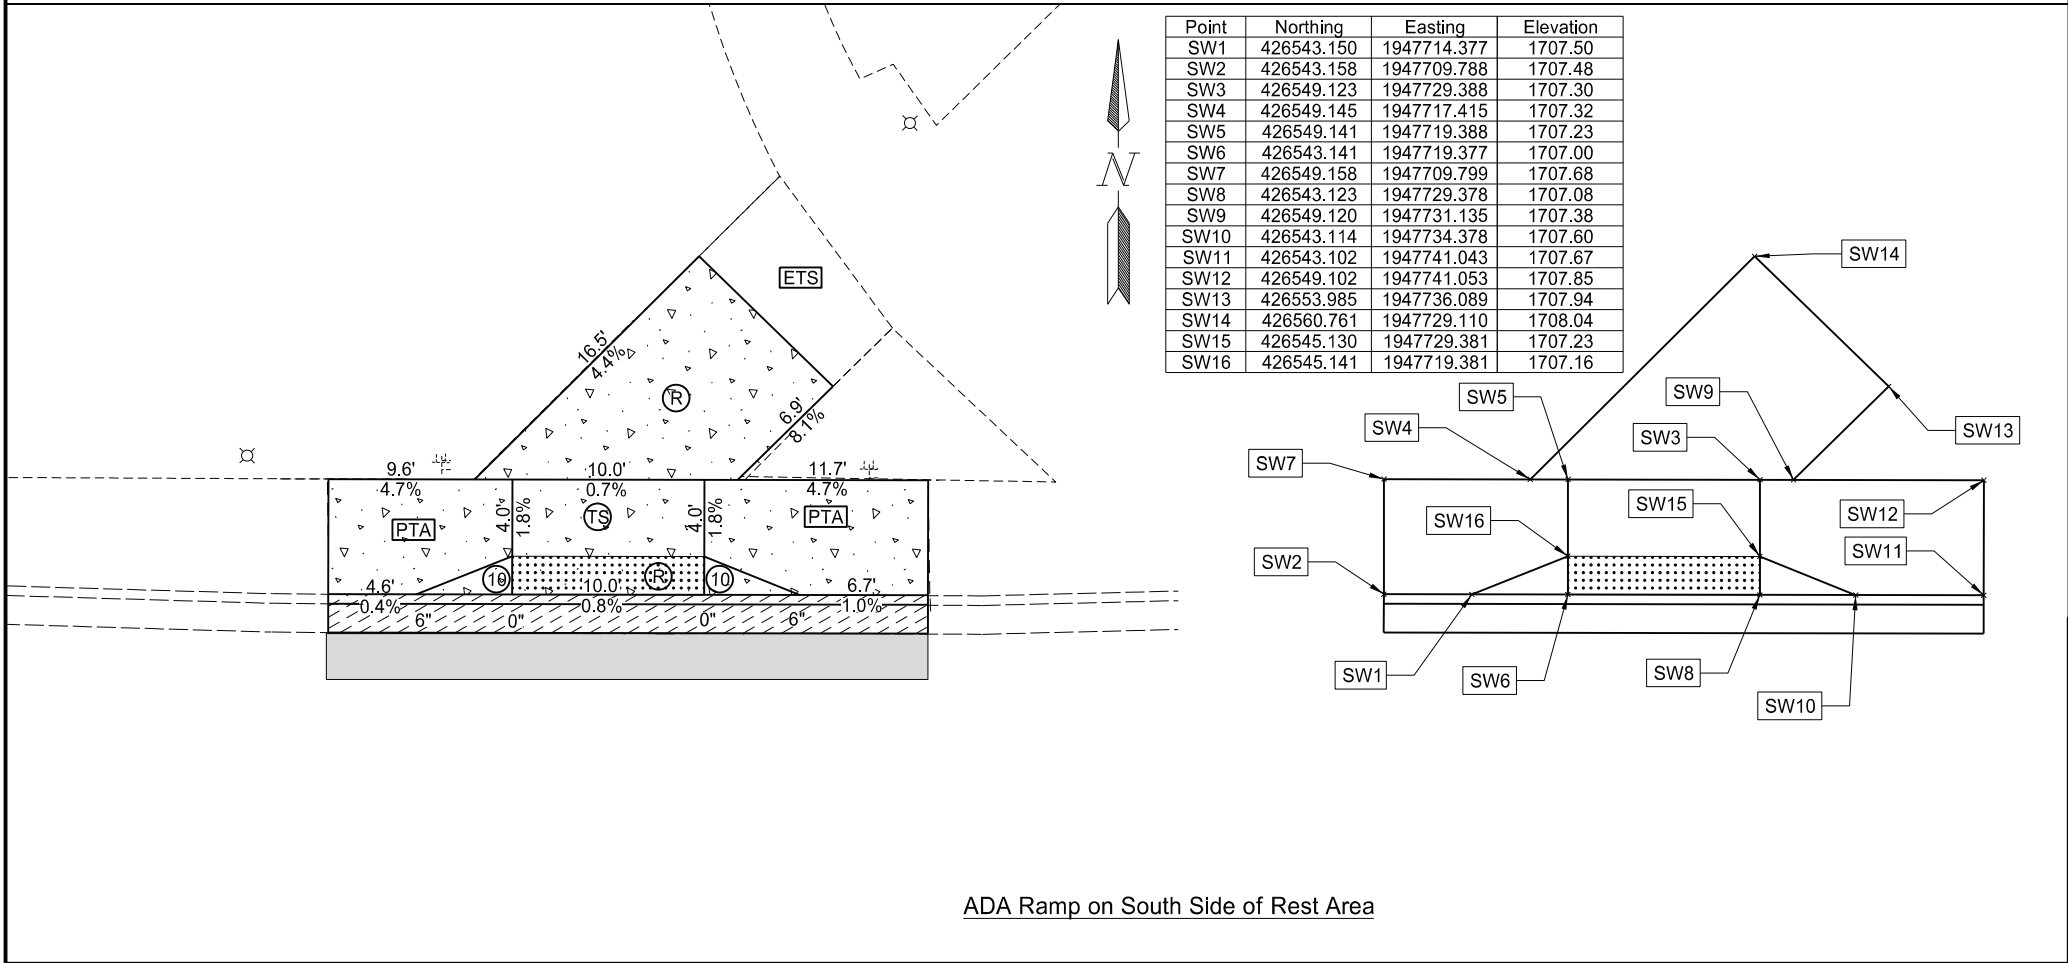 Point Northing Easting Elevation
SW1 426543.150 1947714.377 1707.50
SW2 426543.158 1947709.788 1707.48
SW3 426549.123 1947729.388 1707.30
SW4 426549.145 1947717.415 1707.32
SW5 426549.141 1947719.388 1707.23
SW6 426543.141 1947719.377 1707.00
SW7 426549.158 1947709.799 1707.68
SW8 426543.123 1947729.378 1707.08
SW9 426549.120 1947731.135 1707.38
SW10 426543.114 1947734.378 1707.60
SW11 426543.102 1947741.043 1707.67
SW12 426549.102 1947741.053 1707.85
SW13 426553.985 1947736.089 1707.94
SW14 426560.761 1947729.110 1708.04
SW15 426545.130 1947729.381 1707.23
SW16 426545.141 1947719.381 1707.16
N
ETS
16.5'
4.4%
R
6.9'
8.1%
9.6'
4.7%
10.0'
0.7%
11.7'
4.7%
PTA
4.0'
1.8%
TS
4.0'
1.8%
PTA
10
R
10
4.6'
0.4%
10.0'
0.8%
6.7'
1.0%
6"
0"
0"
6"
SW14
SW5
SW9
SW4
SW3
SW13
SW7
SW16
SW15
SW12
SW2
SW11
SW1
SW6
SW8
SW10
ADA Ramp on South Side of Rest Area